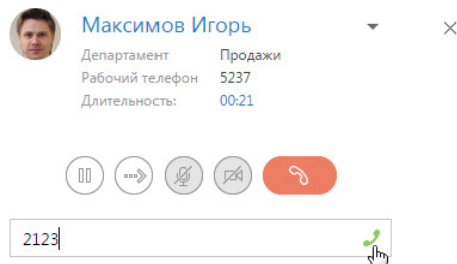 Максимов Игорь
Департамент Продажи
Рабочий телефон 5237
Длительность: 00:21
2123